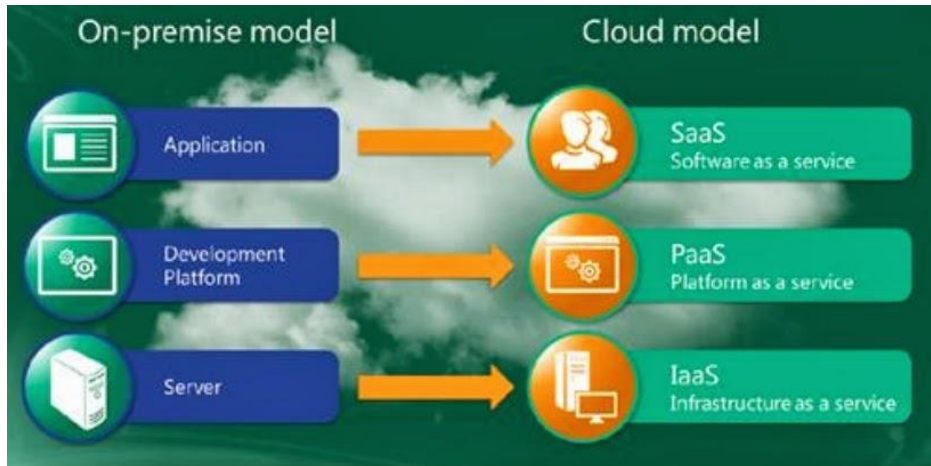 On-premise model
Cloud model
Application
SaaS
Software as a service
Development
Platform
PaaS
Platform as a service
Server
IaaS
Infrastructure as a service